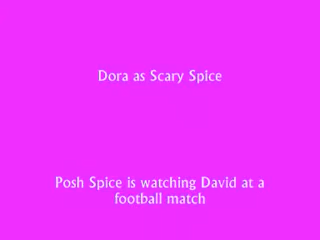 Dora as Scary Spice
Posh Spice is watching David at a
football match